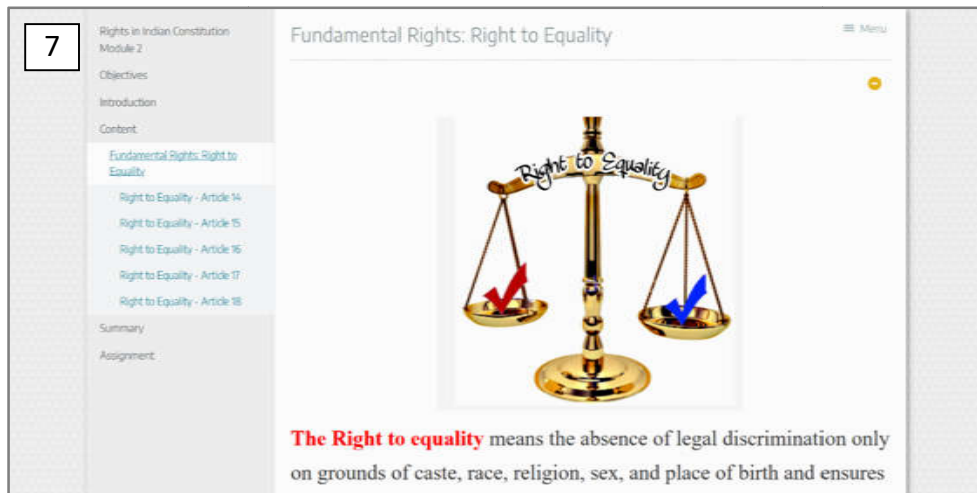 7
Rights in Indian Constitution
Module 2
Objectives
Introduction
Content
Fundamental Rights: Right to
Equality
Right to Equality - Article 14
Right to Equality - Article 15
Right to Equality - Article 16
Right to Equality - Article 17
Right to Equality - Article 18
Summary
Assignment
Fundamental Rights: Right to Equality
Menu
Right to Equality
The Right to equality means the absence of legal discrimination only
on grounds of caste, race, religion, sex, and place of birth and ensures